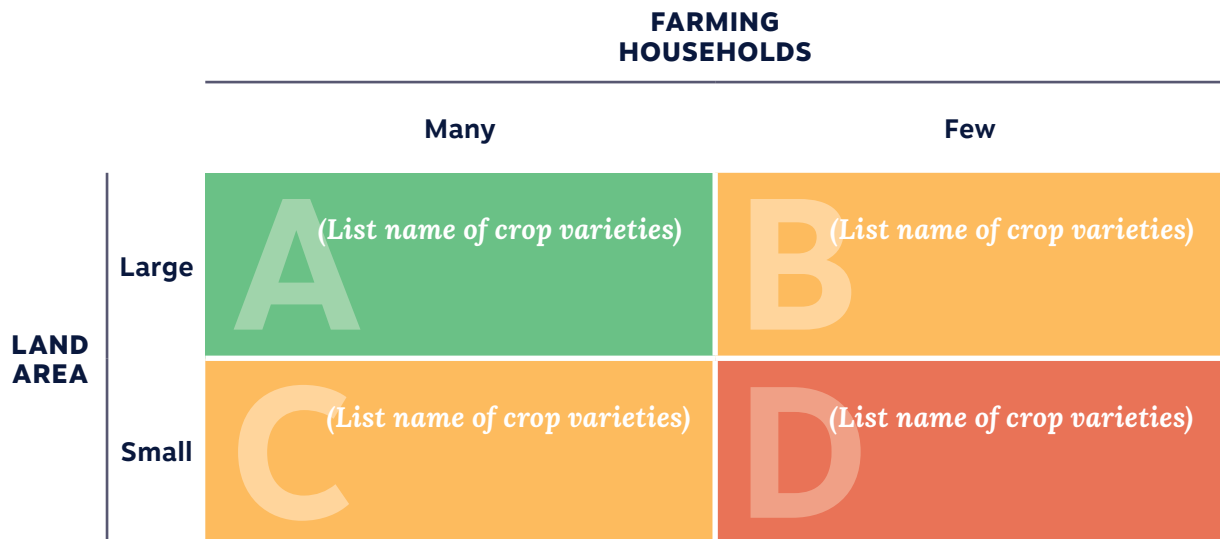 FARMING
HOUSEHOLDS
Many
Few
LAND
AREA
Large
A
(List name of crop varieties)
B
(List name of crop varieties)
Small
C
(List name of crop varieties)
D
(List name of crop varieties)